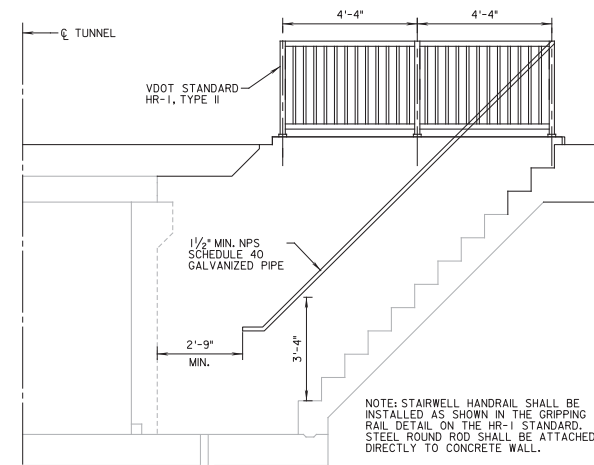 4'-4" 4'-4"
℄ TUNNEL
VDOT STANDARD
HR-1, TYPE II
1 1/2" MIN. NPS
SCHEDULE 40
GALVANIZED PIPE
2'-9"
MIN.
3'-4"
NOTE: STAIRWELL HANDRAIL SHALL BE
INSTALLED AS SHOWN IN THE GRIPPING
RAIL DETAIL ON THE HR-1 STANDARD.
STEEL ROUND ROD SHALL BE ATTACHED
DIRECTLY TO CONCRETE WALL.